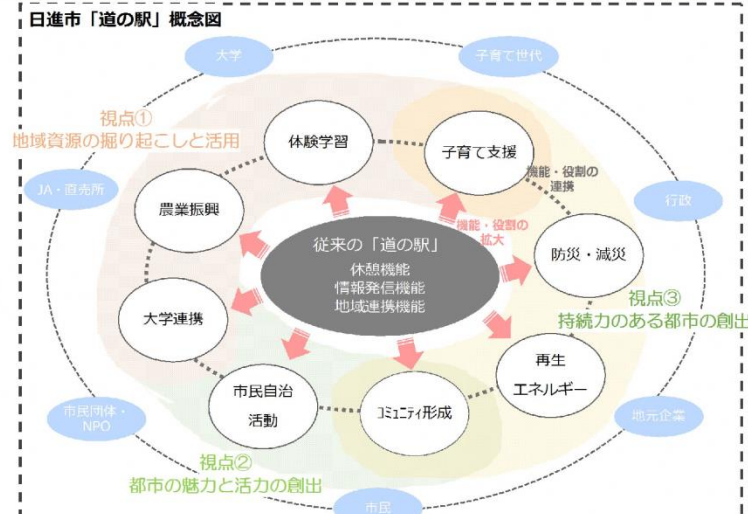 日進市「道の駅」概念図
大学
子育て世代
視点①
地域資源の掘り起こしと活用
体験学習
子育て支援
機能・役割の
連携
JA・直売所
農業振興
行政
機能・役割の
拡大
従来の「道の駅」
休憩機能
情報発信機能
地域連携機能
防災・減災
大学連携
視点③
持続力のある都市の創出
再生
エネルギー
市民自治
活動
コミュニティ形成
市民団体・
NPO
地元企業
視点②
都市の魅力と活力の創出
市民